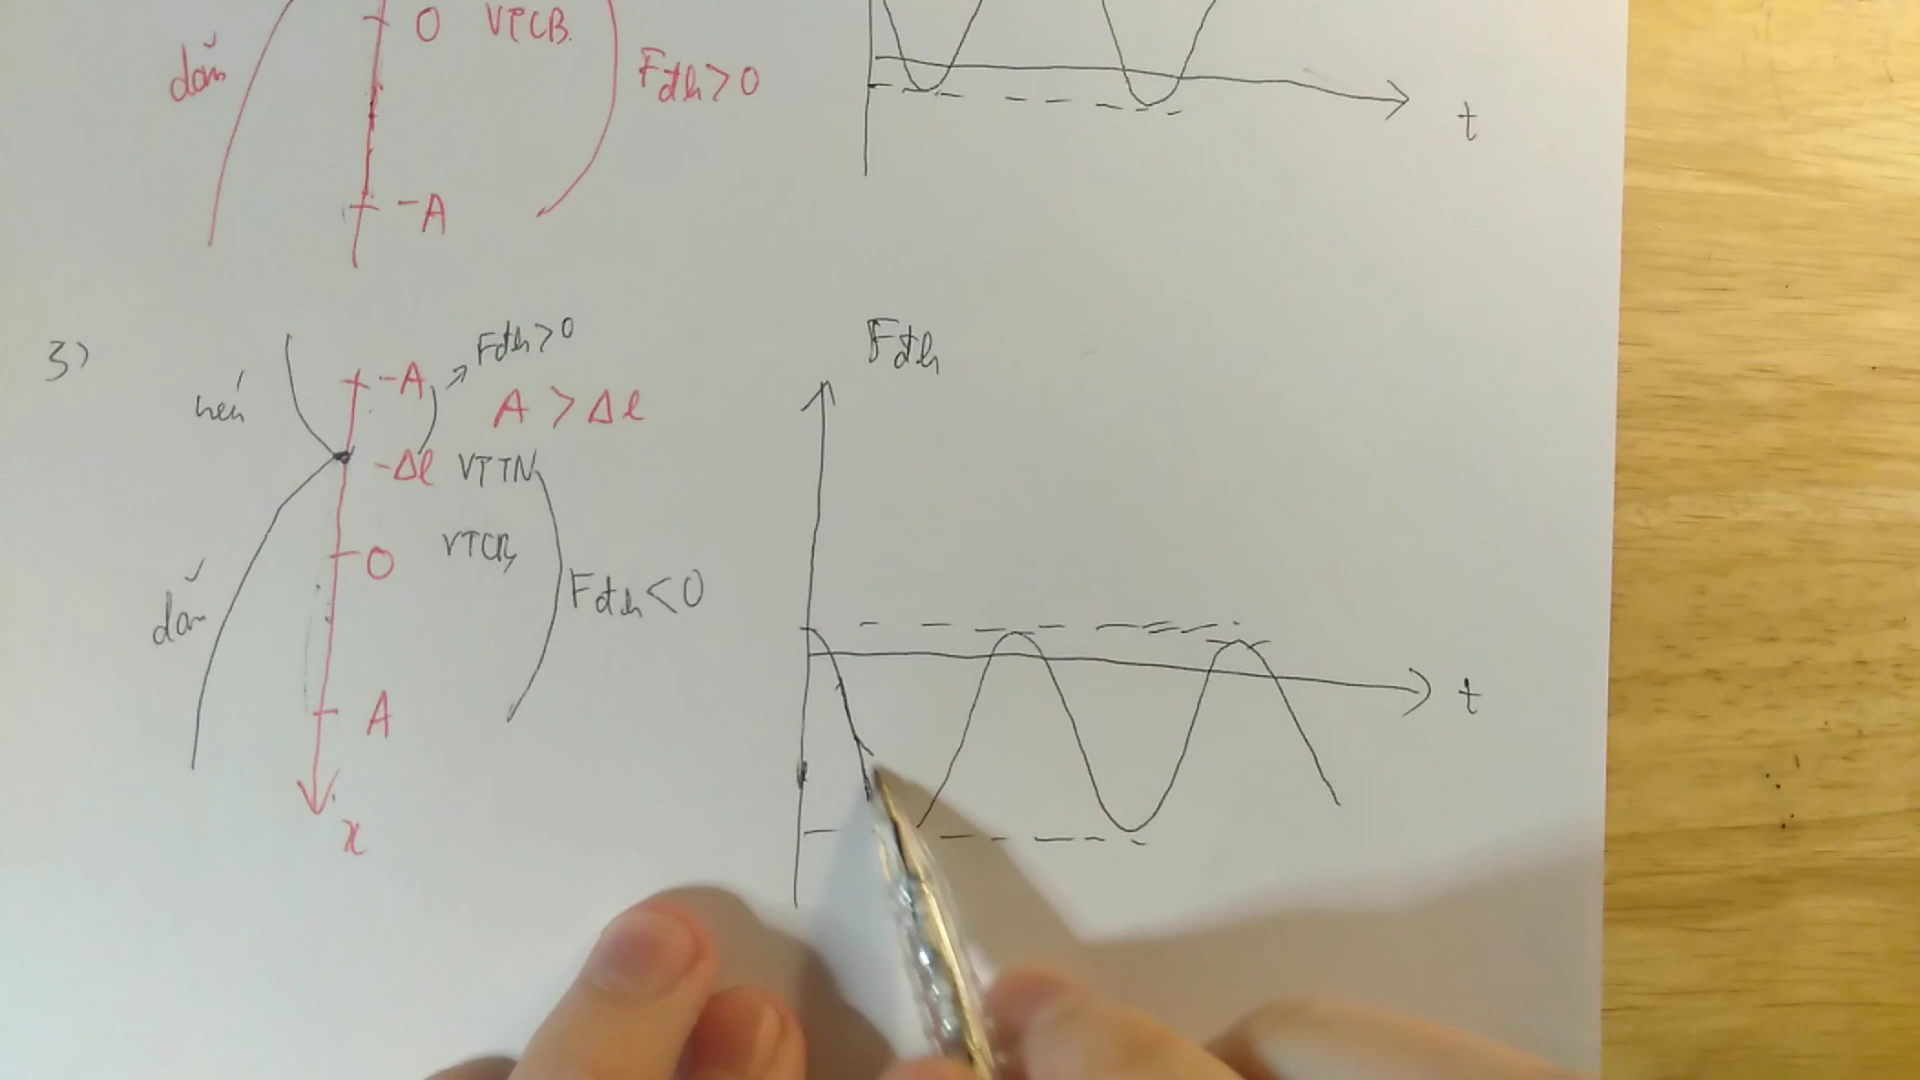 O VTCB
dãn
Fđh>0
t
-A
3)
Fđh>0
Fđh
nén
-A
A > Δl
-Δl VTTN
O VTCB
dãn
Fđh<0
t
A
x